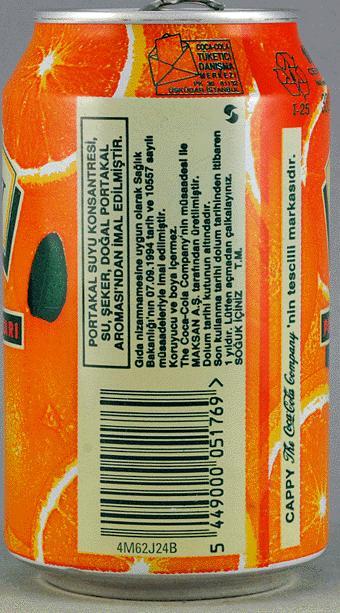 COCA-COLA
TÜKETİCİ
DANIŞMA
MERKEZİ
ÜSKÜDAR İSTANBUL
1-25
PORTAKAL SUYU KONSANTRESİ,
SU, ŞEKER, DOĞAL PORTAKAL
AROMASI'NDAN İMAL EDİLMİŞTİR.
Gıda nizamnamesine uygun olarak Sağlık
Bakanlığı'nın 07.09.1994 tarih ve 10557 sayılı
müsaadeleriyle imal edilmiştir.
Koruyucu ve boya içermez.
The Coca-Cola Company'nin müsaadesi ile
MAKSAN A.Ş. tarafından üretilmiştir.
Dolum tarihi kutunun altındadır.
Son kullanma tarihi dolum tarihinden itibaren
1 yıldır. Lütfen açmadan çalkalayınız.
SOĞUK İÇİNİZ T.M.
CAPPY The Coca-Cola Company 'nin tescilli markasıdır.
5 449000 051769 >
4M62J24B